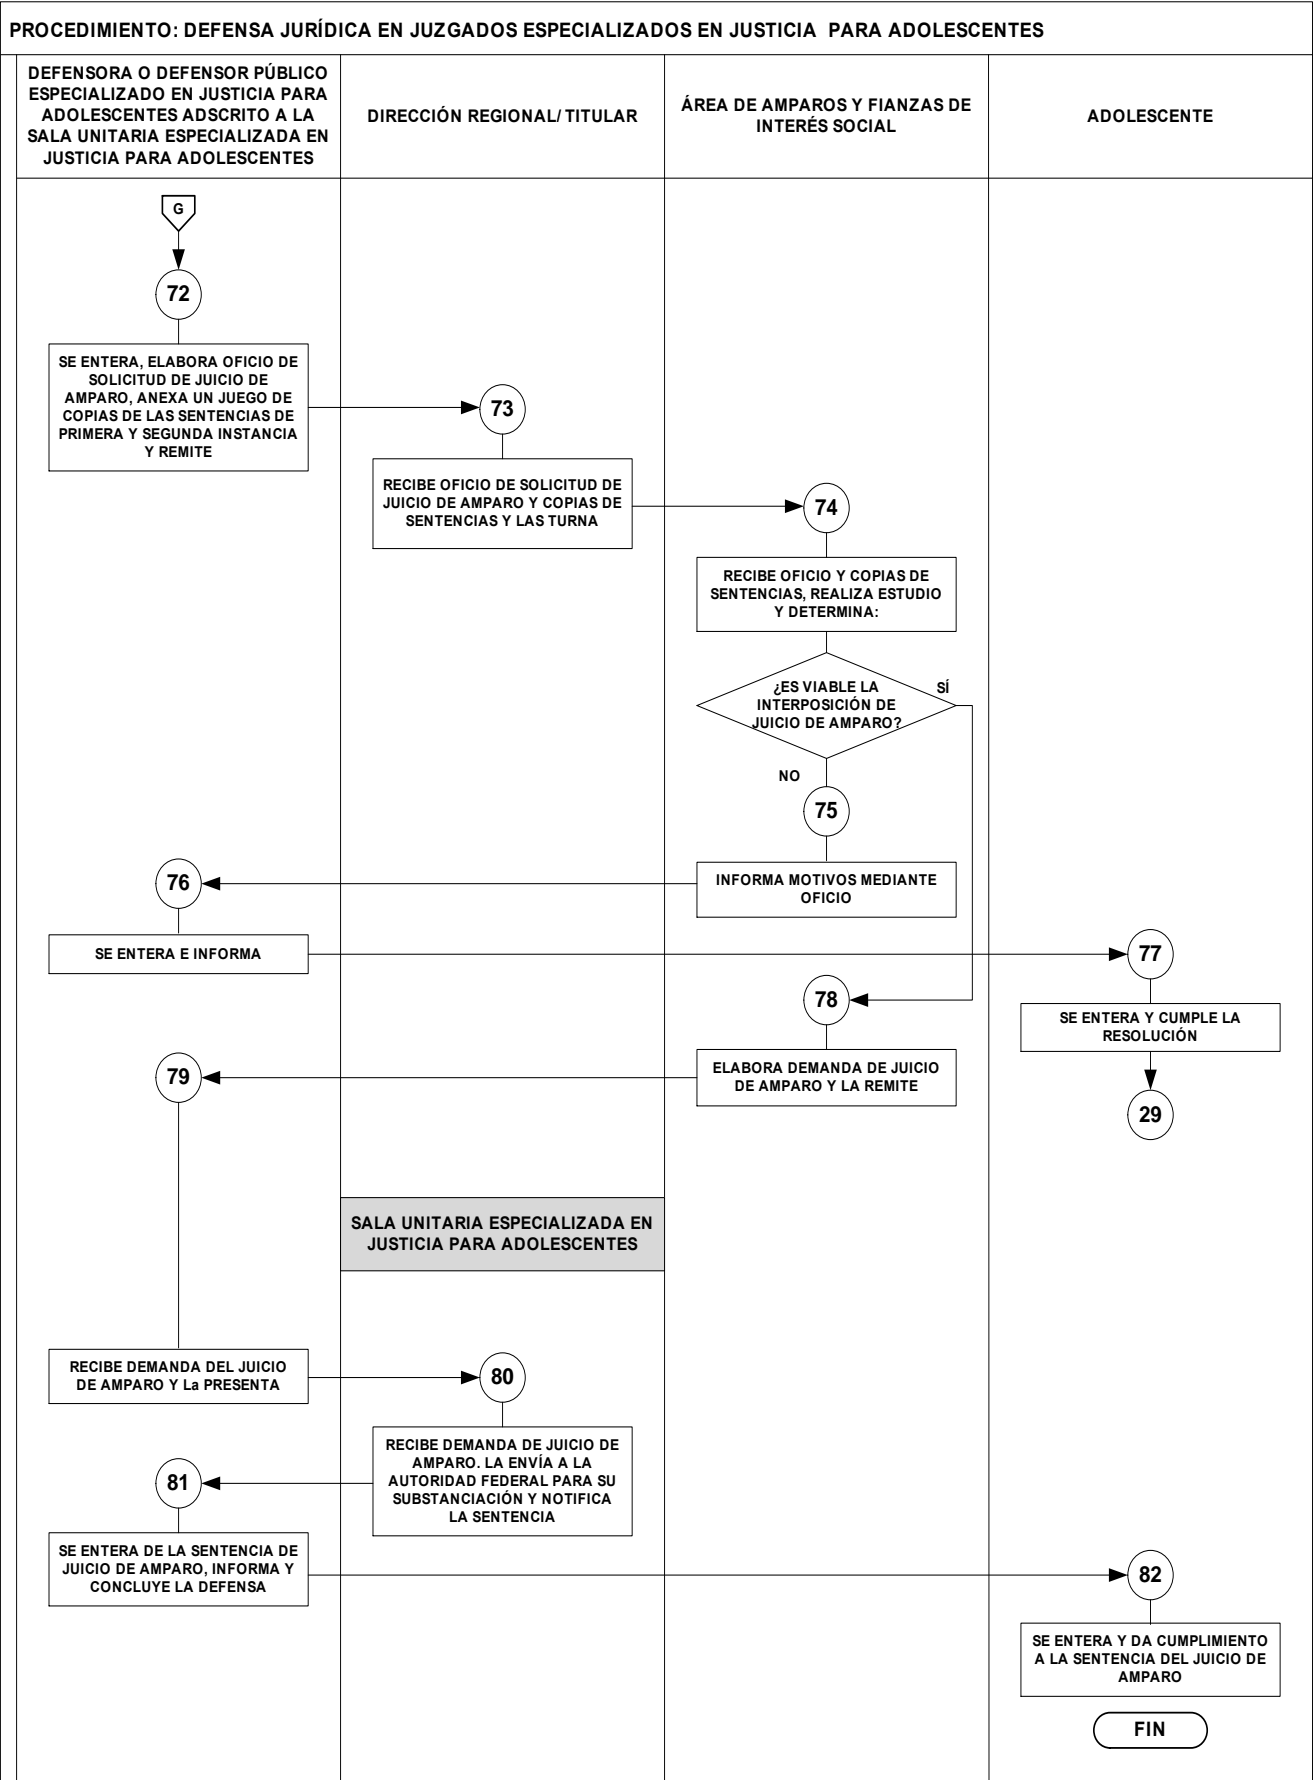 PROCEDIMIENTO: DEFENSA JURÍDICA EN JUZGADOS ESPECIALIZADOS EN JUSTICIA PARA ADOLESCENTES
DEFENSORA O DEFENSOR PÚBLICO
ESPECIALIZADO EN JUSTICIA PARA
ADOLESCENTES ADSCRITO A LA
SALA UNITARIA ESPECIALIZADA EN
JUSTICIA PARA ADOLESCENTES
DIRECCIÓN REGIONAL/ TITULAR
ÁREA DE AMPAROS Y FIANZAS DE
INTERÉS SOCIAL
ADOLESCENTE
G
72
SE ENTERA, ELABORA OFICIO DE
SOLICITUD DE JUICIO DE
AMPARO, ANEXA UN JUEGO DE
COPIAS DE LAS SENTENCIAS DE
PRIMERA Y SEGUNDA INSTANCIA
Y REMITE
73
RECIBE OFICIO DE SOLICITUD DE
JUICIO DE AMPARO Y COPIAS DE
SENTENCIAS Y LAS TURNA
74
RECIBE OFICIO Y COPIAS DE
SENTENCIAS, REALIZA ESTUDIO
Y DETERMINA:
¿ES VIABLE LA
INTERPOSICIÓN DE
JUICIO DE AMPARO?
SÍ
NO
75
INFORMA MOTIVOS MEDIANTE
OFICIO
76
SE ENTERA E INFORMA
77
SE ENTERA Y CUMPLE LA
RESOLUCIÓN
29
78
ELABORA DEMANDA DE JUICIO
DE AMPARO Y LA REMITE
79
SALA UNITARIA ESPECIALIZADA EN
JUSTICIA PARA ADOLESCENTES
RECIBE DEMANDA DEL JUICIO
DE AMPARO Y La PRESENTA
80
RECIBE DEMANDA DE JUICIO DE
AMPARO. LA ENVÍA A LA
AUTORIDAD FEDERAL PARA SU
SUBSTANCIACIÓN Y NOTIFICA
LA SENTENCIA
81
SE ENTERA DE LA SENTENCIA DE
JUICIO DE AMPARO, INFORMA Y
CONCLUYE LA DEFENSA
82
SE ENTERA Y DA CUMPLIMIENTO
A LA SENTENCIA DEL JUICIO DE
AMPARO
FIN